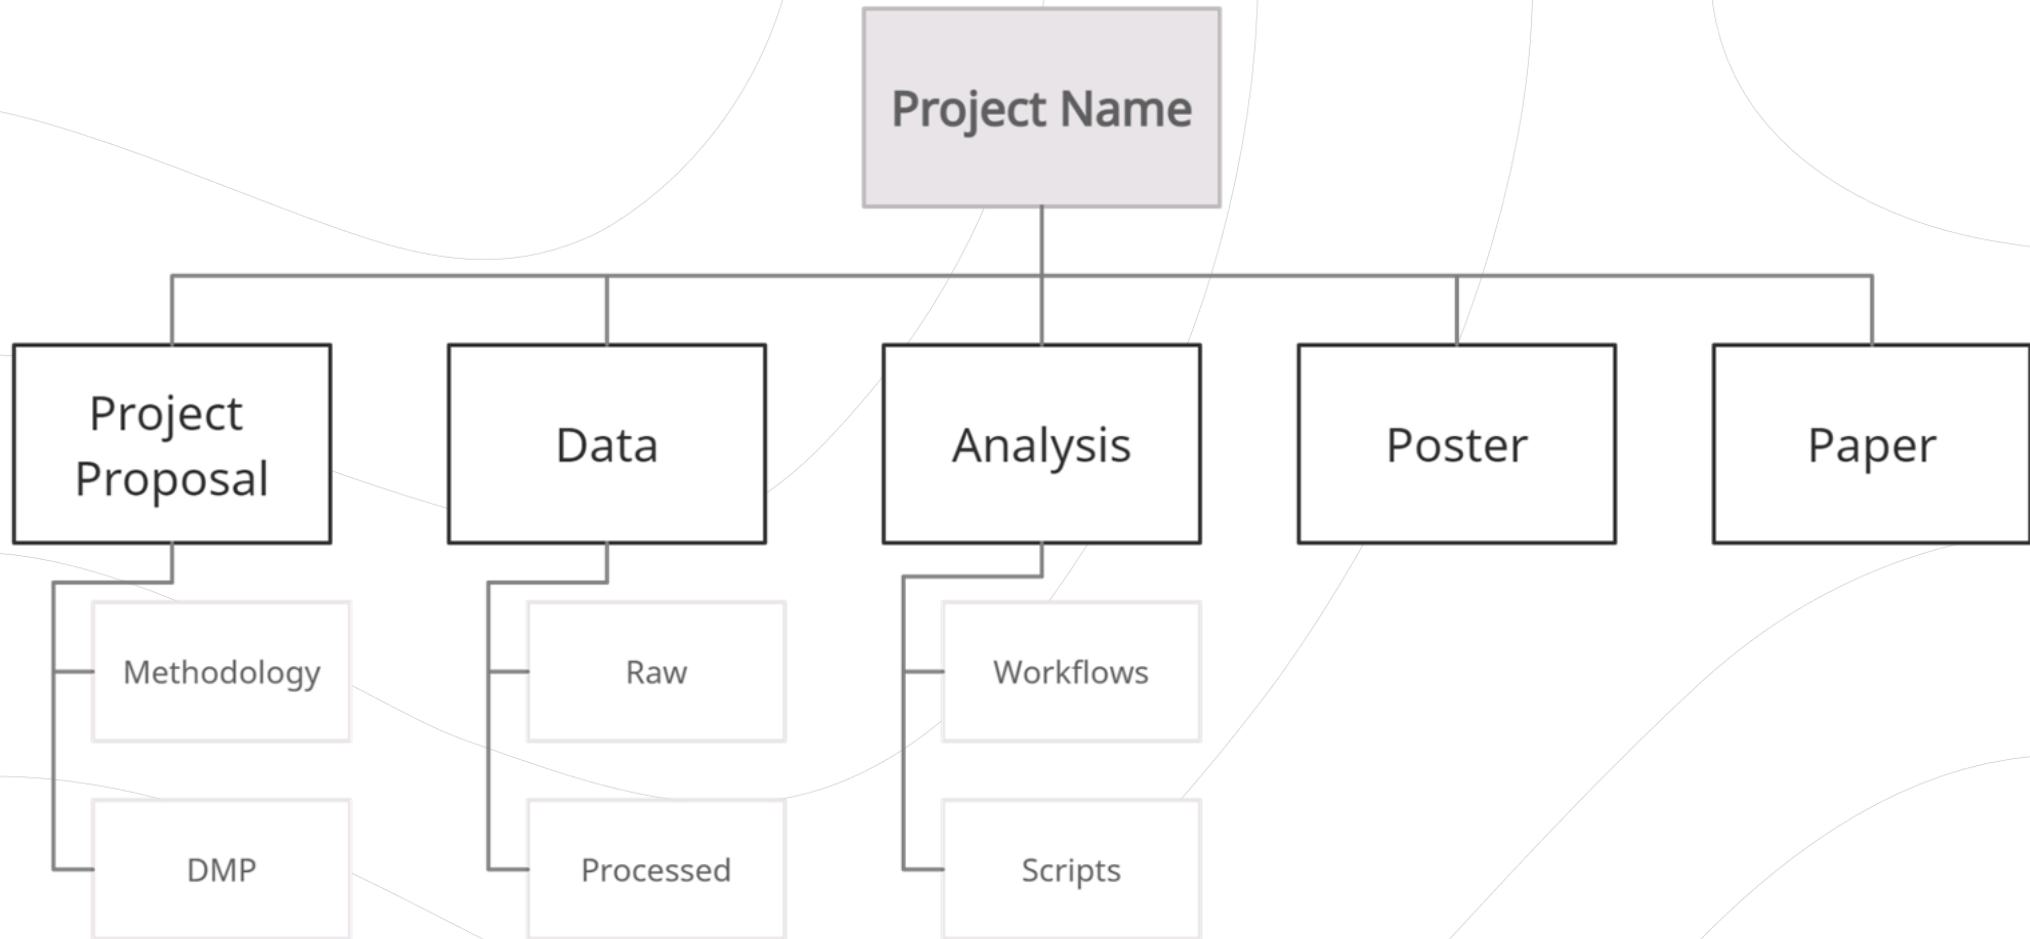 Project Name
Project
Proposal
Data
Analysis
Poster
Paper
Methodology
Raw
Workflows
DMP
Processed
Scripts